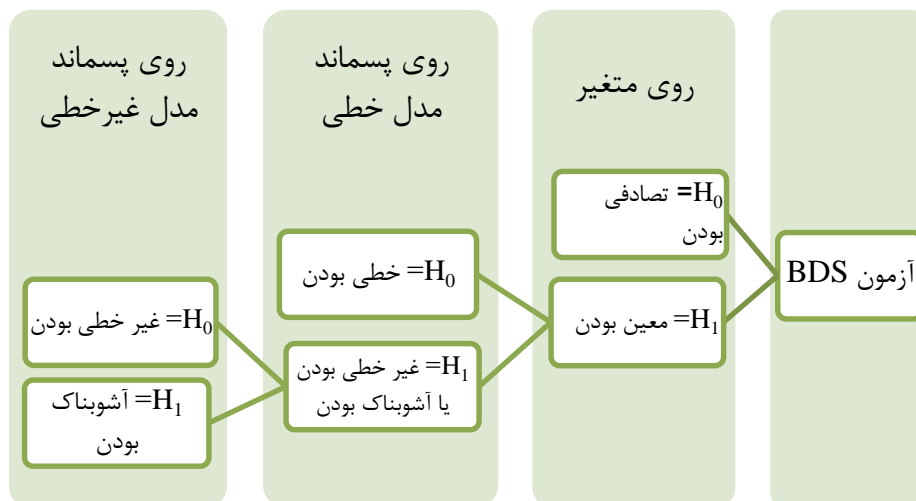 آزمون BDS
روی متغیر
H0= تصادفی
بودن
H1= معین بودن
روی پسماند
مدل خطی
H0= خطی بودن
H1= غیر خطی بودن
یا آشوبناک بودن
روی پسماند
مدل غیرخطی
H0= غیر خطی بودن
H1= آشوبناک
بودن